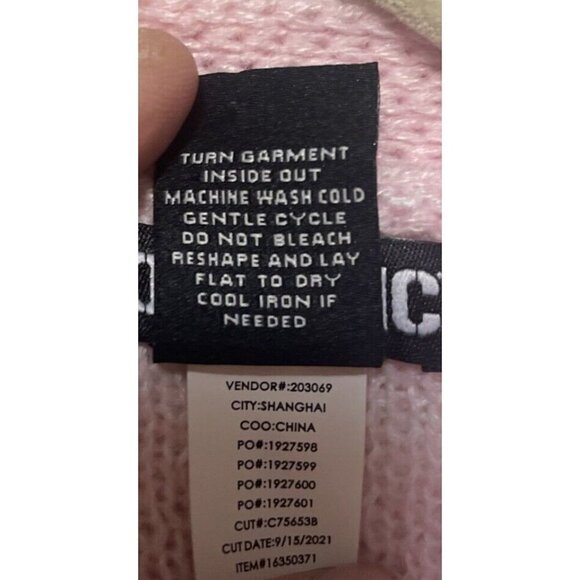 TURN GARMENT
INSIDE OUT
MACHINE WASH COLD
GENTLE CYCLE
DO NOT BLEACH
RESHAPE AND LAY
FLAT TO DRY
COOL IRON IF
NEEDED
C
VENDOR#:203069
CITY:SHANGHAI
COO:CHINA
PO#:1927598
PO#:1927599
PO#:1927600
PO#:1927601
CUT#:C75653B
CUT DATE:9/15/2021
ITEM#16350371